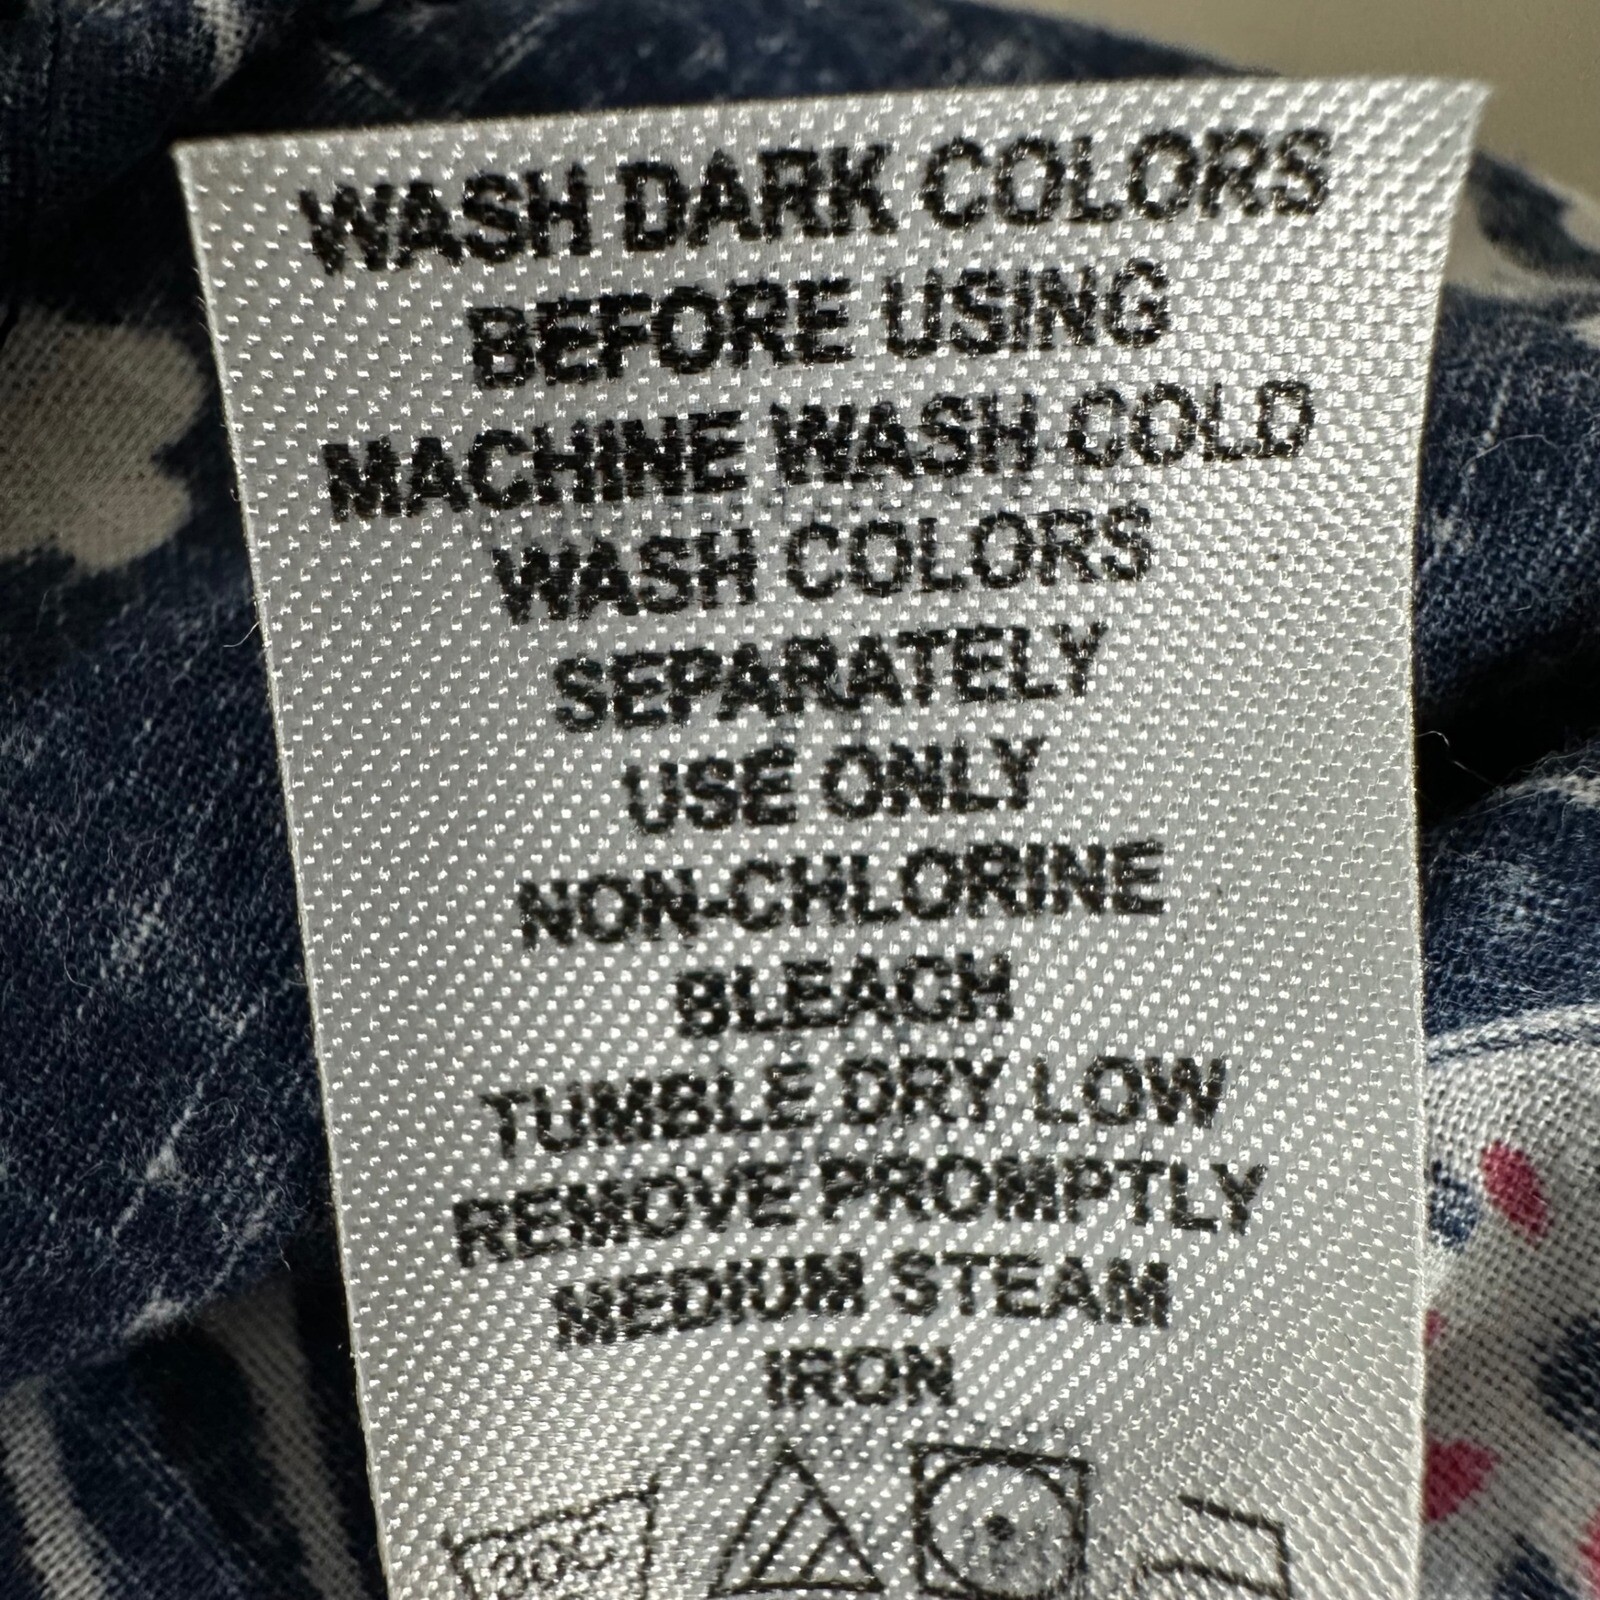 WASH DARK COLORS
BEFORE USING
MACHINE WASH COLD
WASH COLORS
SEPARATELY
USE ONLY
NON-CHLORINE
BLEACH
TUMBLE DRY LOW
REMOVE PROMPTLY
MEDIUM STEAM
IRON
30C